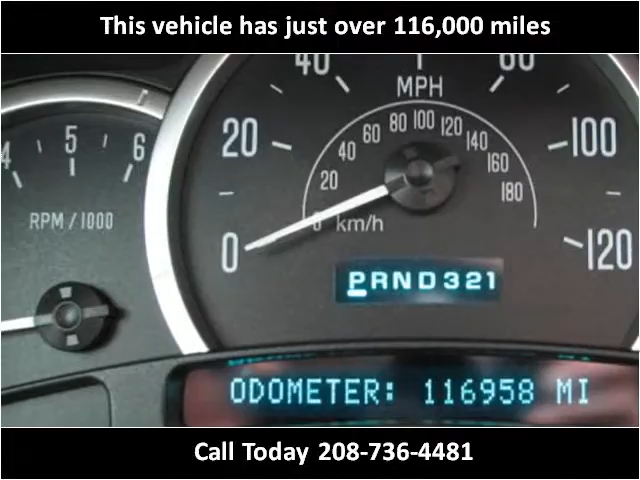 This vehicle has just over 116,000 miles
40 60
MPH
4 5 6
20 100
20 40 60 80 100 120 140 160 180
RPM / 1000
0 km/h
0 120
PRND321
ODOMETER: 116958 MI
Call Today 208-736-4481